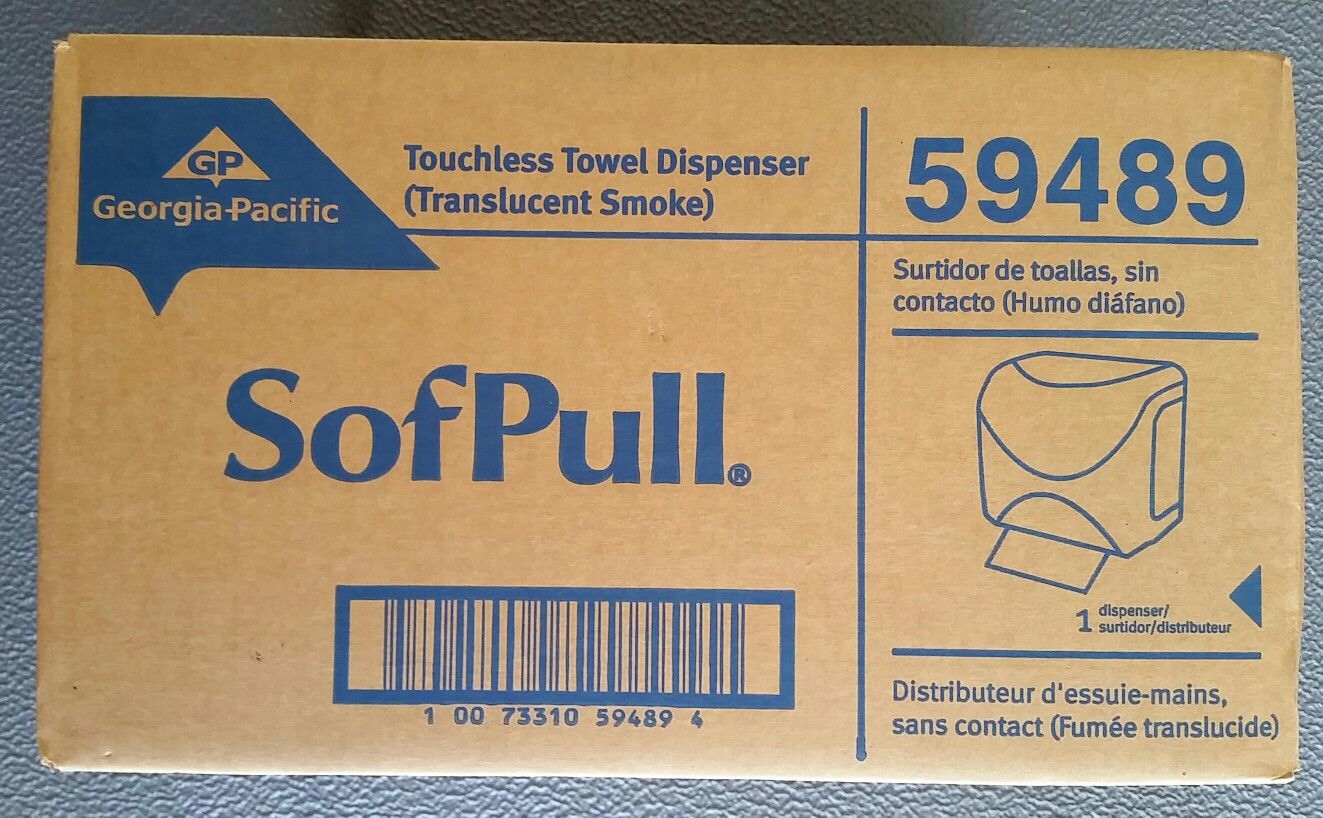 GP
Georgia-Pacific
Touchless Towel Dispenser
(Translucent Smoke)
59489
Surtidor de toallas, sin
contacto (Humo diáfano)
SofPull®
1 dispenser/
surtidor/distributeur
1 00 73310 59489 4
Distributeur d'essuie-mains,
sans contact (Fumée translucide)